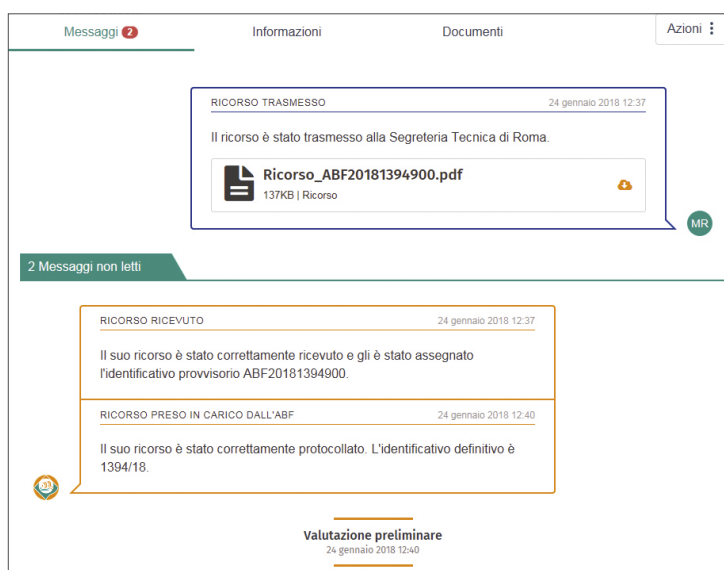 Messaggi 2 Informazioni Documenti Azioni
RICORSO TRASMESSO 24 gennaio 2018 12:37
Il ricorso è stato trasmesso alla Segreteria Tecnica di Roma.
Ricorso_ABF20181394900.pdf
137KB | Ricorso
MR
2 Messaggi non letti
RICORSO RICEVUTO 24 gennaio 2018 12:37
Il suo ricorso è stato correttamente ricevuto e gli è stato assegnato
l'identificativo provvisorio ABF20181394900.
RICORSO PRESO IN CARICO DALL'ABF 24 gennaio 2018 12:40
Il suo ricorso è stato correttamente protocollato. L'identificativo definitivo è
1394/18.
Valutazione preliminare
24 gennaio 2018 12:40